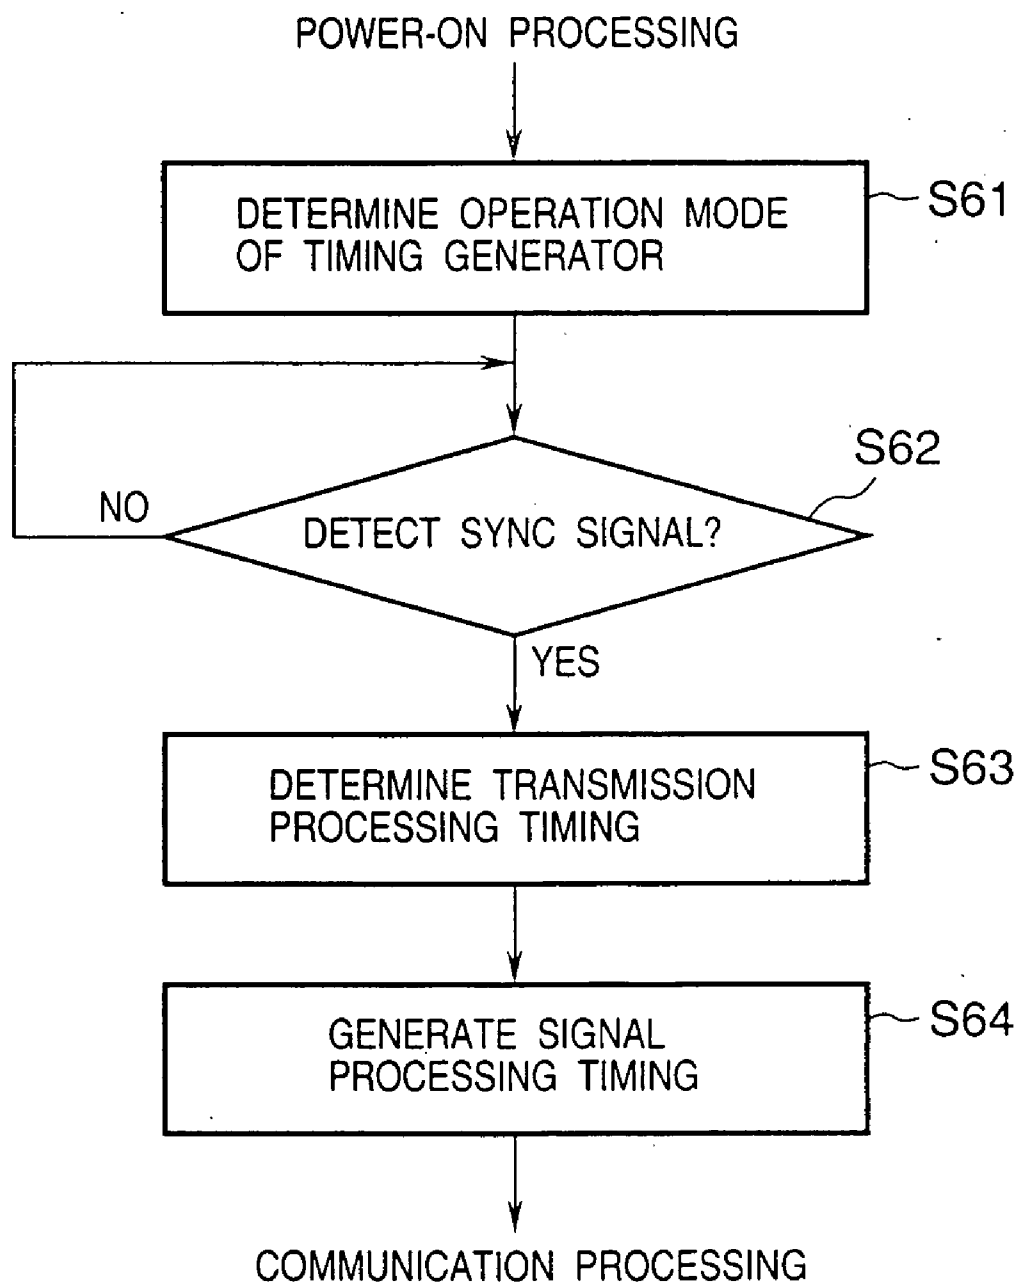 POWER-ON PROCESSING
DETERMINE OPERATION MODE
OF TIMING GENERATOR
S61
S62
NO
DETECT SYNC SIGNAL?
YES
DETERMINE TRANSMISSION
PROCESSING TIMING
S63
GENERATE SIGNAL
PROCESSING TIMING
S64
COMMUNICATION PROCESSING